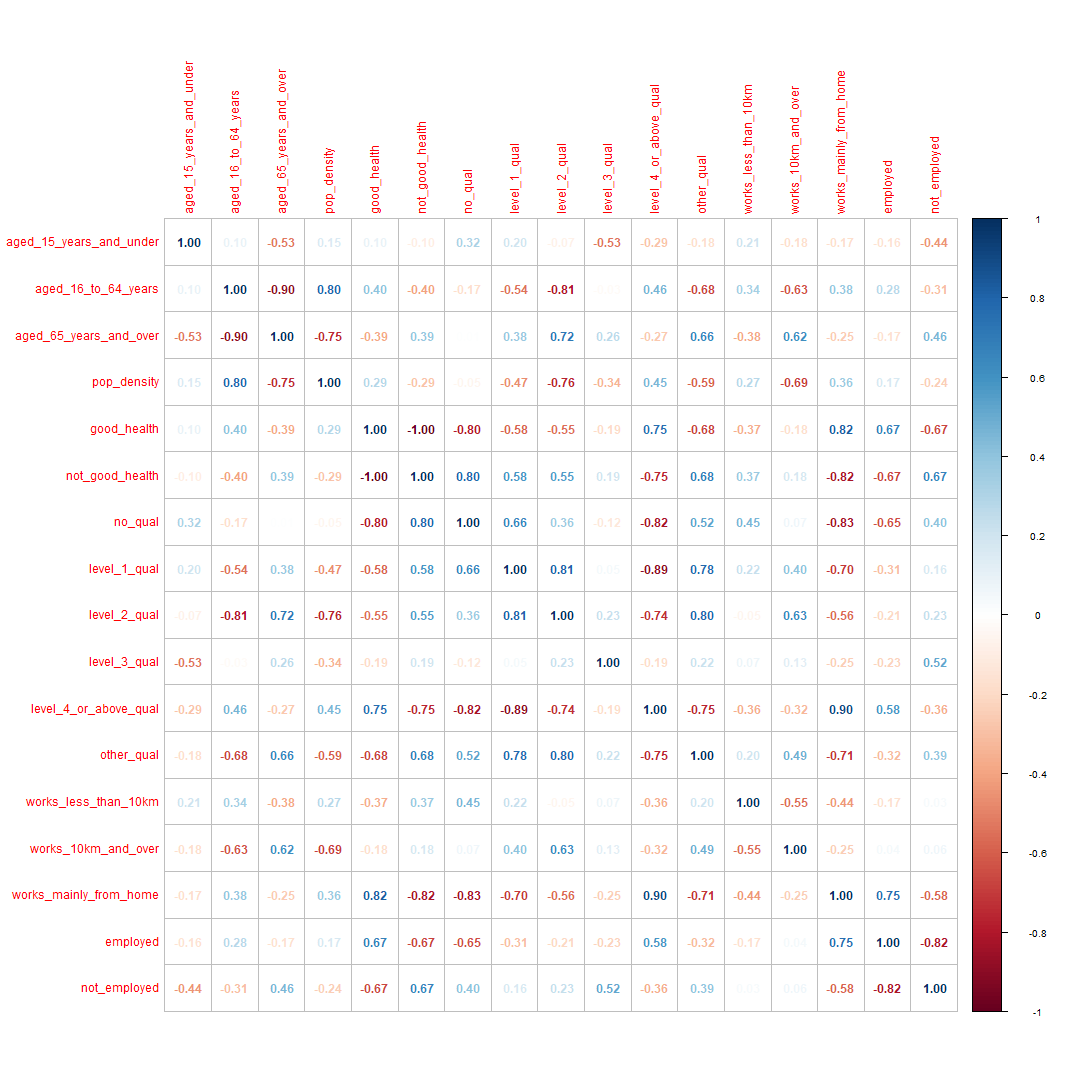 aged_15_years_and_under
aged_16_to_64_years
aged_65_years_and_over
pop_density
good_health
not_good_health
no_qual
level_1_qual
level_2_qual
level_3_qual
level_4_or_above_qual
other_qual
works_less_than_10km
works_10km_and_over
works_mainly_from_home
employed
not_employed
aged_15_years_and_under 1.00 0.10 -0.53 0.15 0.10 -0.10 0.32 0.20 -0.07 -0.53 -0.29 -0.18 0.21 -0.18 -0.17 -0.16 -0.44
aged_16_to_64_years 0.10 1.00 -0.90 0.80 0.40 -0.40 -0.17 -0.54 -0.81 0.46 -0.68 0.34 -0.63 0.38 0.28 -0.31
aged_65_years_and_over -0.53 -0.90 1.00 -0.75 -0.39 0.39 0.38 0.72 0.26 -0.27 0.66 -0.38 0.62 -0.25 -0.17 0.46
pop_density 0.15 0.80 -0.75 1.00 0.29 -0.29 -0.05 -0.47 -0.76 -0.34 0.45 -0.59 0.27 -0.69 0.36 0.17 -0.24
good_health 0.10 0.40 -0.39 0.29 1.00 -1.00 -0.80 -0.58 -0.55 -0.19 0.75 -0.68 -0.37 -0.18 0.82 0.67 -0.67
not_good_health -0.10 -0.40 0.39 -0.29 -1.00 1.00 0.80 0.58 0.55 0.19 -0.75 0.68 0.37 0.18 -0.82 -0.67 0.67
no_qual 0.32 -0.17 -0.05 -0.80 0.80 1.00 0.66 0.36 -0.12 -0.82 0.52 0.45 0.07 -0.83 -0.65 0.40
level_1_qual 0.20 -0.54 0.38 -0.47 -0.58 0.58 0.66 1.00 0.81 0.05 -0.89 0.78 0.22 0.40 -0.70 -0.31 0.16
level_2_qual -0.07 -0.81 0.72 -0.76 -0.55 0.55 0.36 0.81 1.00 0.23 -0.74 0.80 -0.05 0.63 -0.56 -0.21 0.23
level_3_qual -0.53 0.26 -0.34 -0.19 0.19 -0.12 0.05 0.23 1.00 -0.19 0.22 0.07 0.13 -0.25 -0.23 0.52
level_4_or_above_qual -0.29 0.46 -0.27 0.45 0.75 -0.75 -0.82 -0.89 -0.74 -0.19 1.00 -0.75 -0.36 -0.32 0.90 0.58 -0.36
other_qual -0.18 -0.68 0.66 -0.59 -0.68 0.68 0.52 0.78 0.80 0.22 -0.75 1.00 0.20 0.49 -0.71 -0.32 0.39
works_less_than_10km 0.21 0.34 -0.38 0.27 -0.37 0.37 0.45 0.22 -0.05 0.07 -0.36 0.20 1.00 -0.55 -0.44 -0.17
works_10km_and_over -0.18 -0.63 0.62 -0.69 -0.18 0.18 0.07 0.40 0.63 0.13 -0.32 0.49 -0.55 1.00 -0.25
works_mainly_from_home -0.17 0.38 -0.25 0.36 0.82 -0.82 -0.83 -0.70 -0.56 -0.25 0.90 -0.71 -0.44 -0.25 1.00 0.75 -0.58
employed -0.16 0.28 -0.17 0.17 0.67 -0.67 -0.65 -0.31 -0.21 -0.23 0.58 -0.32 -0.17 0.75 1.00 -0.82
not_employed -0.44 -0.31 0.46 -0.24 -0.67 0.67 0.40 0.16 0.23 0.52 -0.36 0.39 -0.58 -0.82 1.00
1
0.8
0.6
0.4
0.2
0
-0.2
-0.4
-0.6
-0.8
-1